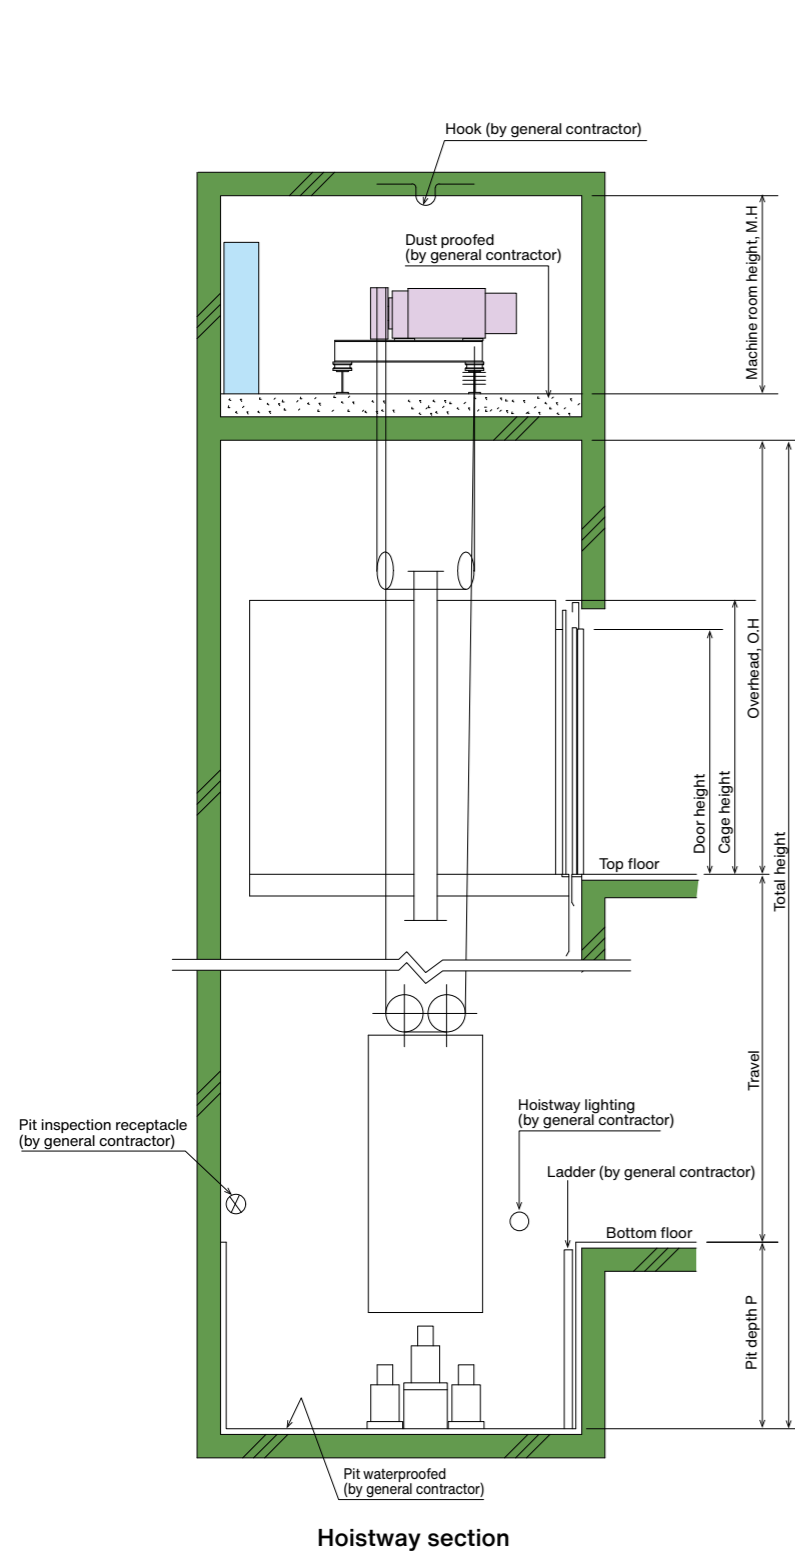 Hook (by general contractor)
Machine room height, M.H
Dust proofed
(by general contractor)
Overhead, O.H
Door height
Cage height
Top floor
Total height
Travel
Hoistway lighting
(by general contractor)
Pit inspection receptacle
(by general contractor)
Ladder (by general contractor)
Bottom floor
Pit depth P
Pit waterproofed
(by general contractor)
Hoistway section